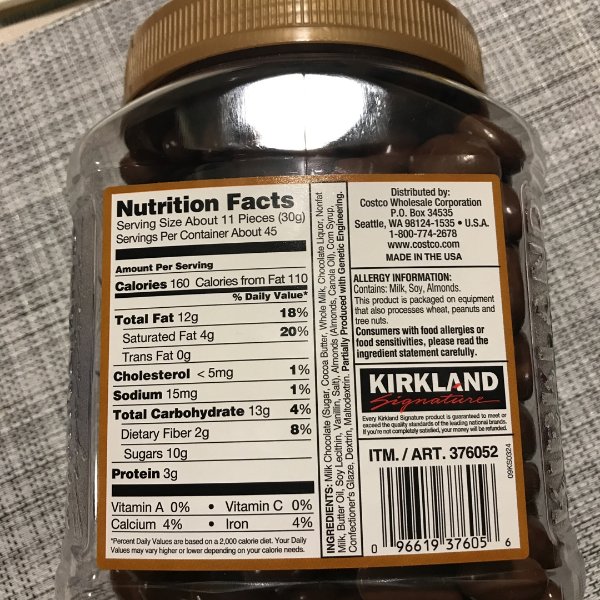 Nutrition Facts
Serving Size About 11 Pieces (30g)
Servings Per Container About 45
Amount Per Serving
Calories 160 Calories from Fat 110
% Daily Value*
Total Fat 12g 18%
Saturated Fat 4g 20%
Trans Fat 0g
Cholesterol <5mg 1%
Sodium 15mg 1%
Total Carbohydrate 13g 4%
Dietary Fiber 2g 8%
Sugars 10g
Protein 3g
Vitamin A 0% • Vitamin C 0%
Calcium 4% • Iron 4%
*Percent Daily Values are based on a 2,000 calorie diet. Your Daily
Values may vary higher or lower depending on your calorie needs.
INGREDIENTS: Milk Chocolate (Sugar, Cocoa Butter, Whole Milk, Chocolate Liquor, Nonfat
Milk, Butter Oil, Soy Lecithin, Vanillin, Salt), Almonds (Almonds, Canola Oil), Corn Syrup,
Confectioner's Glaze, Dextrin, Maltodextrin. Partially Produced with Genetic Engineering.
Distributed by:
Costco Wholesale Corporation
P.O. Box 34535
Seattle, WA 98124-1535 • U.S.A.
1-800-774-2678
www.costco.com
MADE IN THE USA
ALLERGY INFORMATION:
Contains: Milk, Soy, Almonds.
This product is packaged on equipment
that also processes wheat, peanuts and
tree nuts.
Consumers with food allergies or
food sensitivities, please read the
ingredient statement carefully.
KIRKLAND
Signature
Every Kirkland Signature product is guaranteed to meet or
exceed the quality standards of the leading national brands.
If you're not completely satisfied, your money will be refunded.
ITM. / ART. 376052
09KS0324
0 96619 37605 6